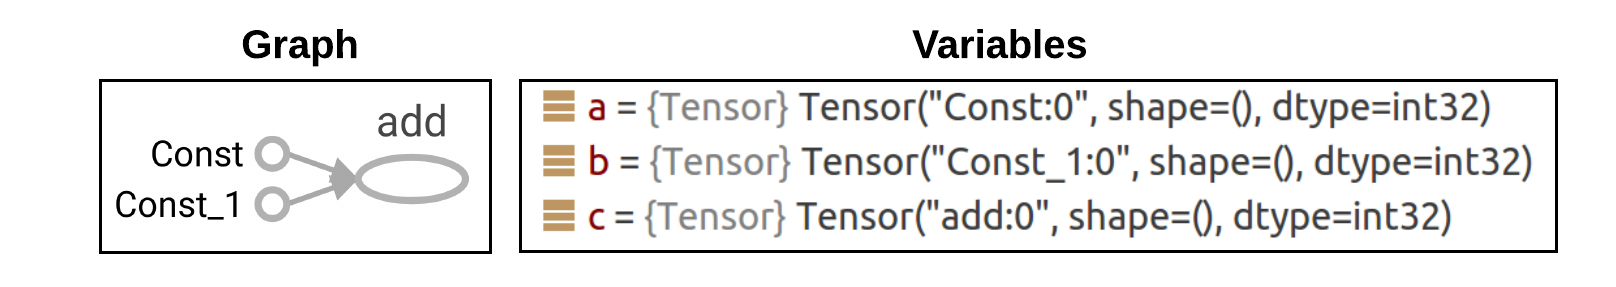 Graph
add
Const
Const_1
Variables
a = {Tensor} Tensor("Const:0", shape=(), dtype=int32)
b = {Tensor} Tensor("Const_1:0", shape=(), dtype=int32)
c = {Tensor} Tensor("add:0", shape=(), dtype=int32)